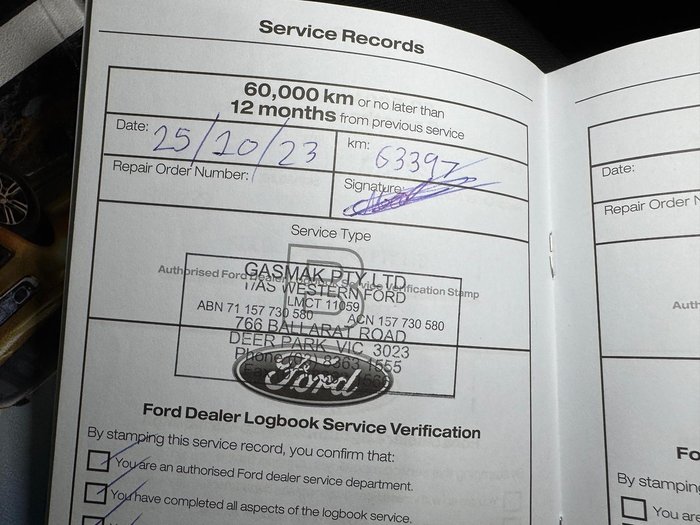 Service Records
60,000 km or no later than
12 months from previous service
Date: 25/10/23
km: 63397
Repair Order Number:
Signature:
Service Type
B
Authorised Ford Dealer Service Verification Stamp
GASMAK PTY LTD
T/AS WESTERN FORD
LMCT 11059
ABN 71 157 730 580 ACN 157 730 580
766 BALLARAT ROAD
DEER PARK VIC 3023
Ford
Ford Dealer Logbook Service Verification
By stamping this service record, you confirm that:
You are an authorised Ford dealer service department.
You have completed all aspects of the logbook service.
Date:
Repair Order
Auth
Fo
By stamping
You are